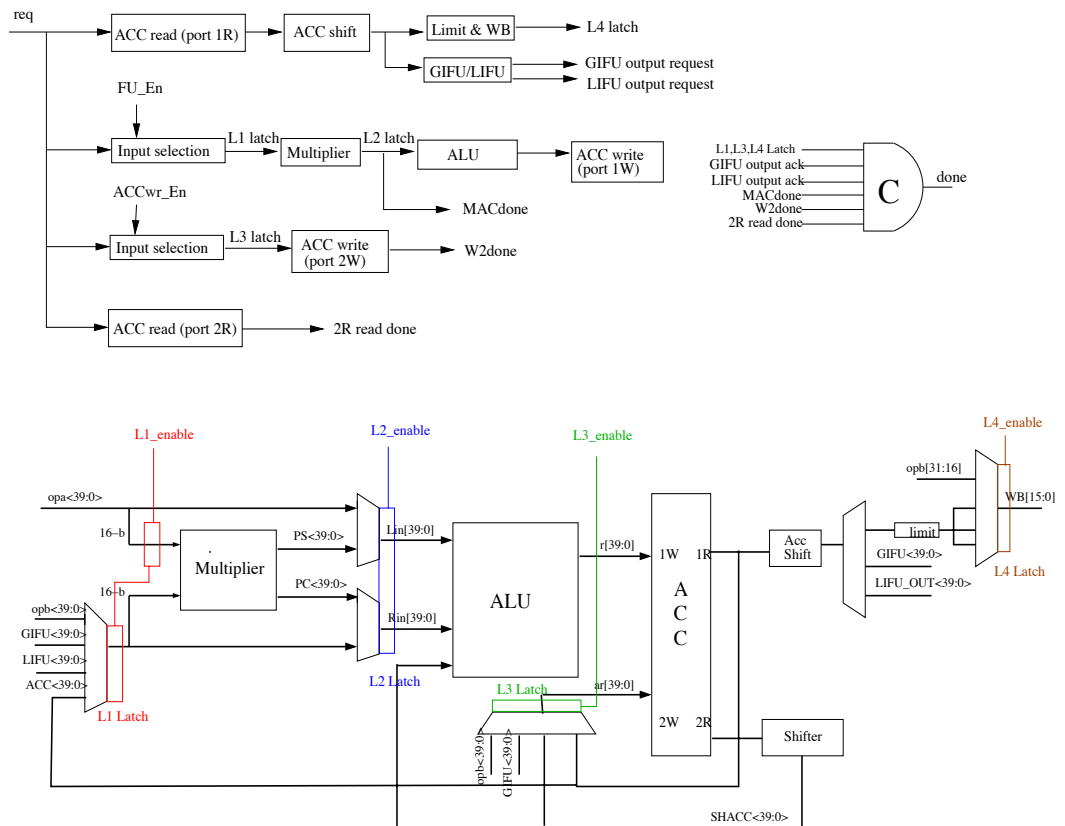 req
ACC read (port 1R)
ACC shift
Limit & WB
L4 latch
GIFU/LIFU
GIFU output request
LIFU output request
FU_En
Input selection
L1 latch
Multiplier
L2 latch
ALU
ACC write
(port 1W)
MACdone
ACCwr_En
Input selection
L3 latch
ACC write
(port 2W)
W2done
ACC read (port 2R)
2R read done
L1,L3,L4 Latch
GIFU output ack
LIFU output ack
MACdone
W2done
2R read done
C
done
L1_enable
L2_enable
L3_enable
L4_enable
opa<39:0>
16-b
Multiplier
PS<39:0>
PC<39:0>
16-b
opb<39:0>
GIFU<39:0>
LIFU<39:0>
ACC<39:0>
L1 Latch
Lin[39:0]
Rin[39:0]
L2 Latch
ALU
r[39:0]
L3 Latch
ar[39:0]
opb<39:0>
GIFU<39:0>
1W
1R
A
C
C
2W
2R
Acc
Shift
Shifter
SHACC<39:0>
limit
GIFU<39:0>
LIFU_OUT<39:0>
opb[31:16]
WB[15:0]
L4 Latch